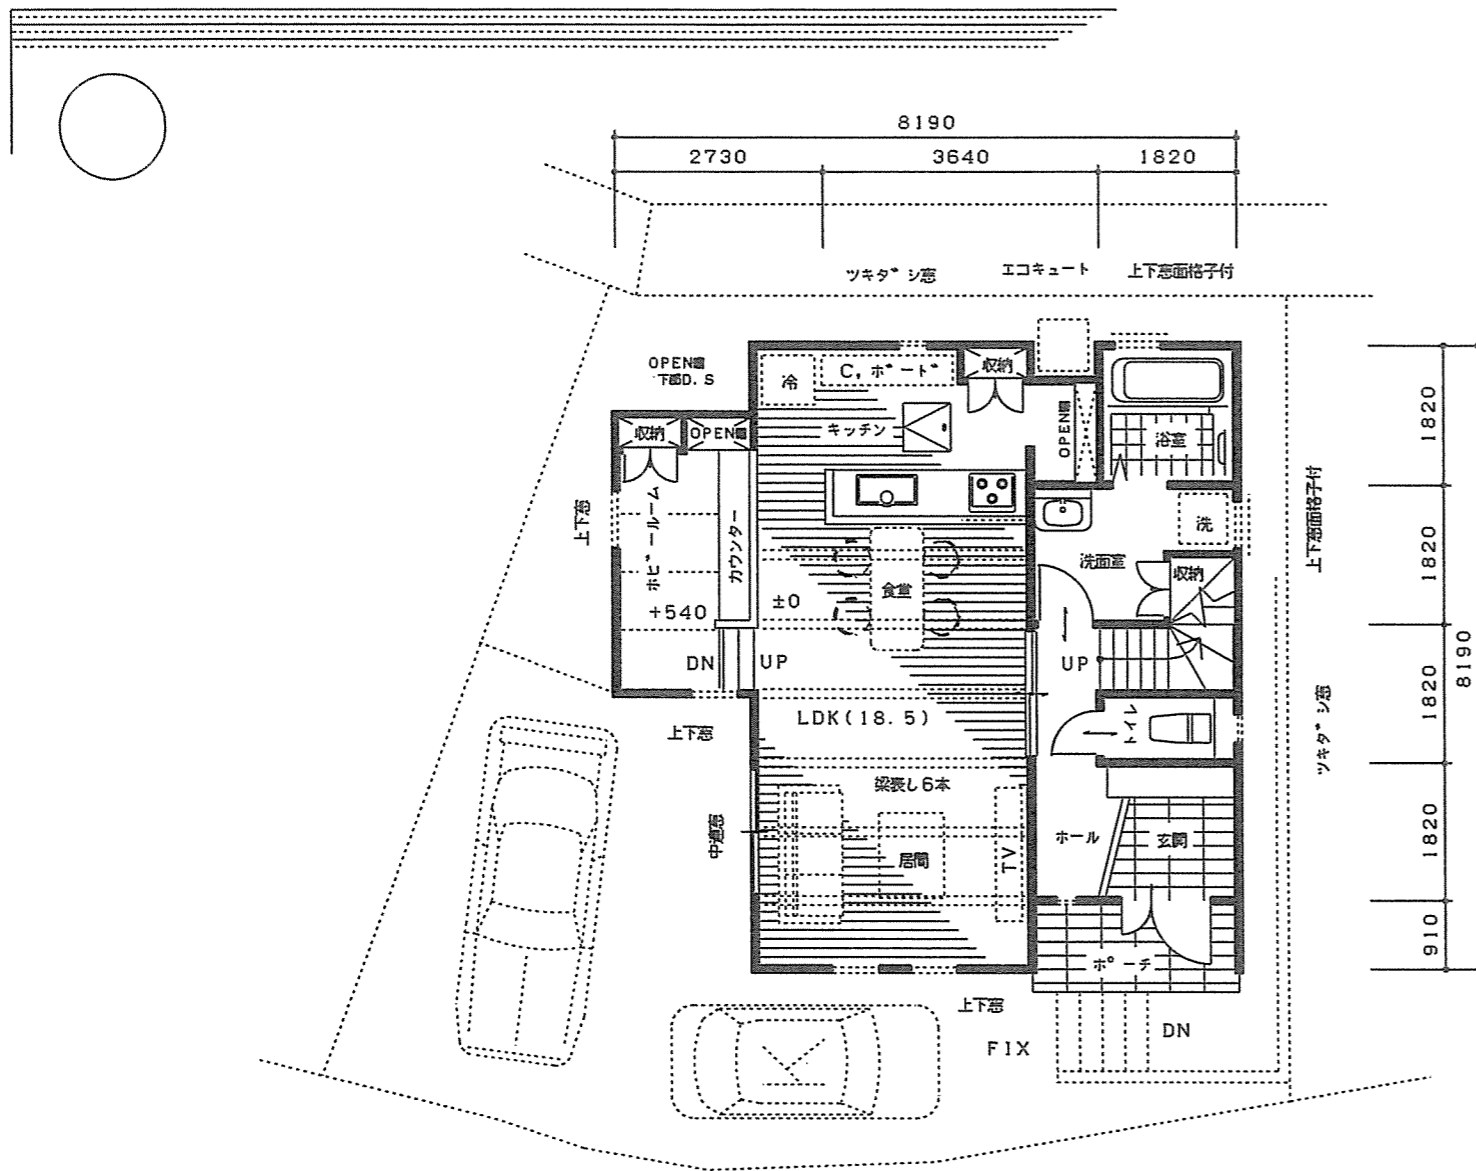 8190
2730
3640
1820
ツキダシ窓
エコキュート
上下窓面格子付
OPEN棚
下部D.S
冷
C,ボード
収納
収納
OPEN棚
キッチン
OPEN棚
浴室
1820
上下窓
ホビールーム
カウンター
洗
上下窓面格子付
洗面室
収納
1820
食堂
+540
±0
DN
UP
UP
8190
LDK(18.5)
トイレ
1820
上下窓
ツキダシ窓
梁表し6本
中連窓
居間
TV
ホール
玄関
1820
ポーチ
910
上下窓
FIX
DN